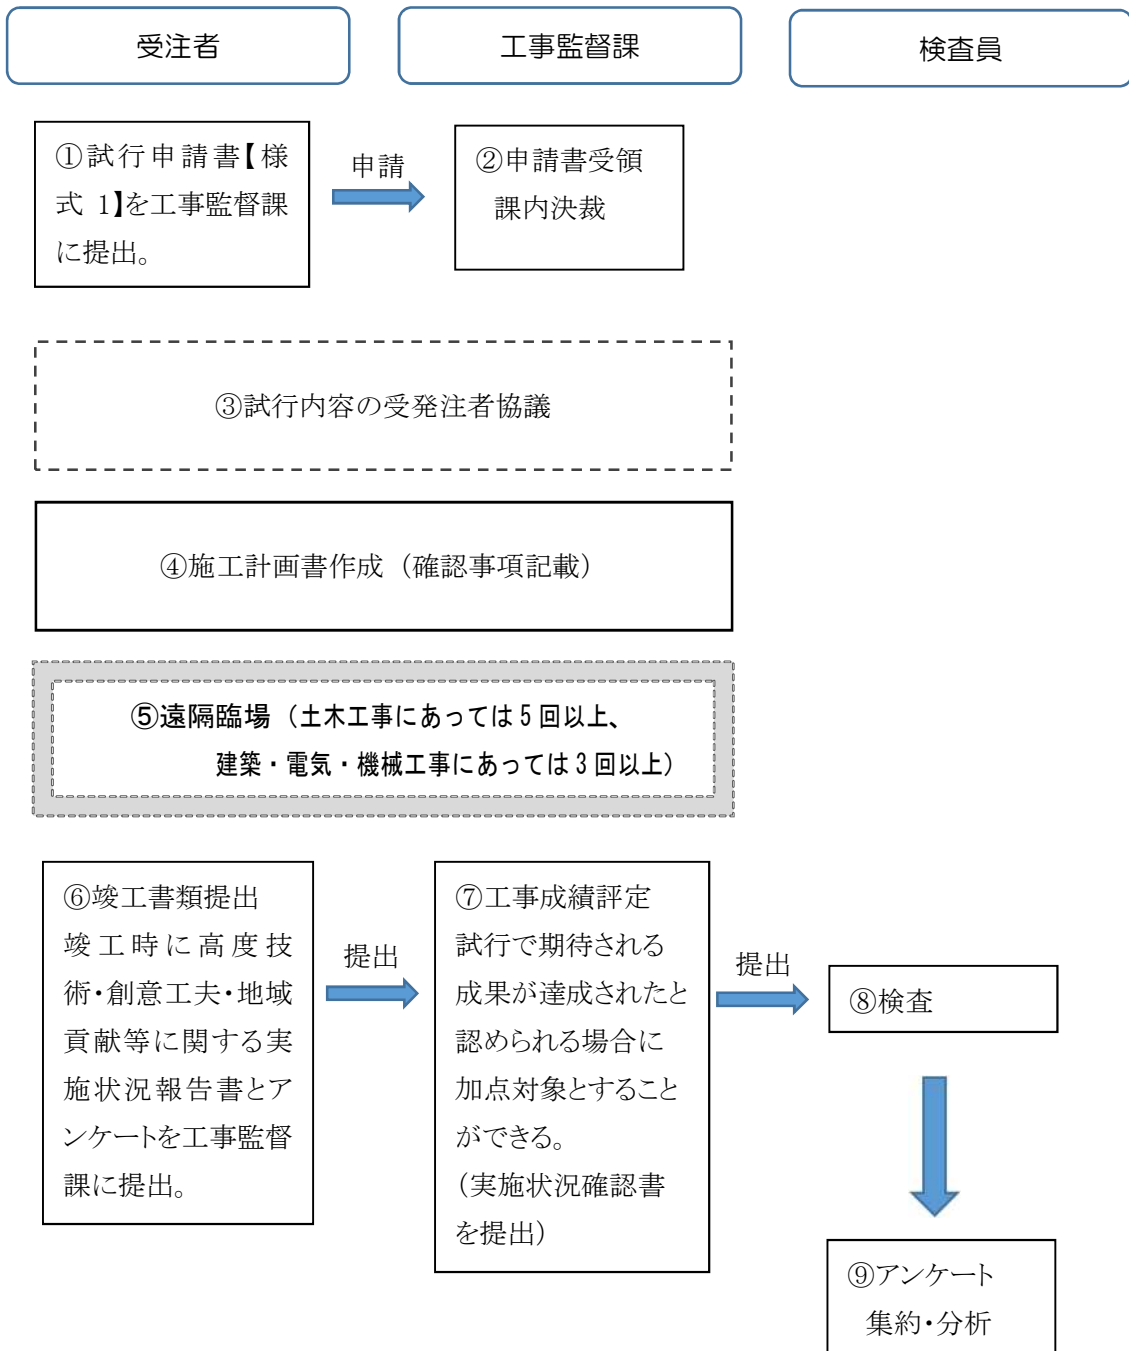 受注者
工事監督課
検査員
①試行申請書【様
式 1】を工事監督課
に提出。
申請
②申請書受領
課内決裁
③試行内容の受発注者協議
④施工計画書作成（確認事項記載）
⑤遠隔臨場（土木工事にあっては5回以上、
建築・電気・機械工事にあっては3回以上）
⑥竣工書類提出
竣工時に高度技
術・創意工夫・地域
貢献等に関する実
施状況報告書とア
ンケートを工事監督
課に提出。
提出
⑦工事成績評定
試行で期待される
成果が達成されたと
認められる場合に
加点対象とすること
ができる。
（実施状況確認書
を提出）
提出
⑧検査
⑨アンケート
集約・分析